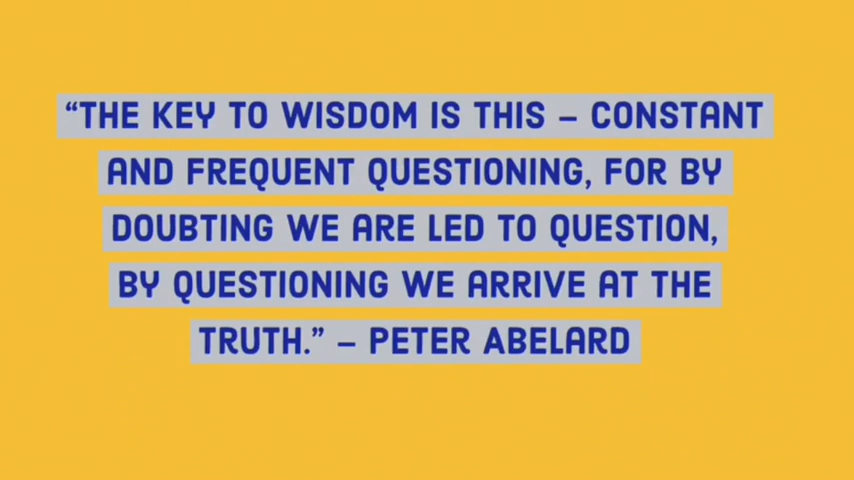 “THE KEY TO WISDOM IS THIS – CONSTANT
AND FREQUENT QUESTIONING, FOR BY
DOUBTING WE ARE LED TO QUESTION,
BY QUESTIONING WE ARRIVE AT THE
TRUTH.” – PETER ABELARD